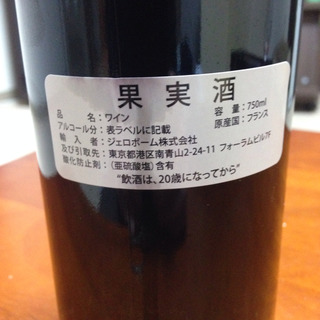 果実酒
品名:ワイン 容量:750ml
アルコール分:表ラベルに記載 原産国:フランス
輸入者:ジェロボーム株式会社
及び引取先:東京都港区南青山2-24-11 フォーラムビル7F
酸化防止剤:(亜硫酸塩)含有
"飲酒は、20歳になってから"